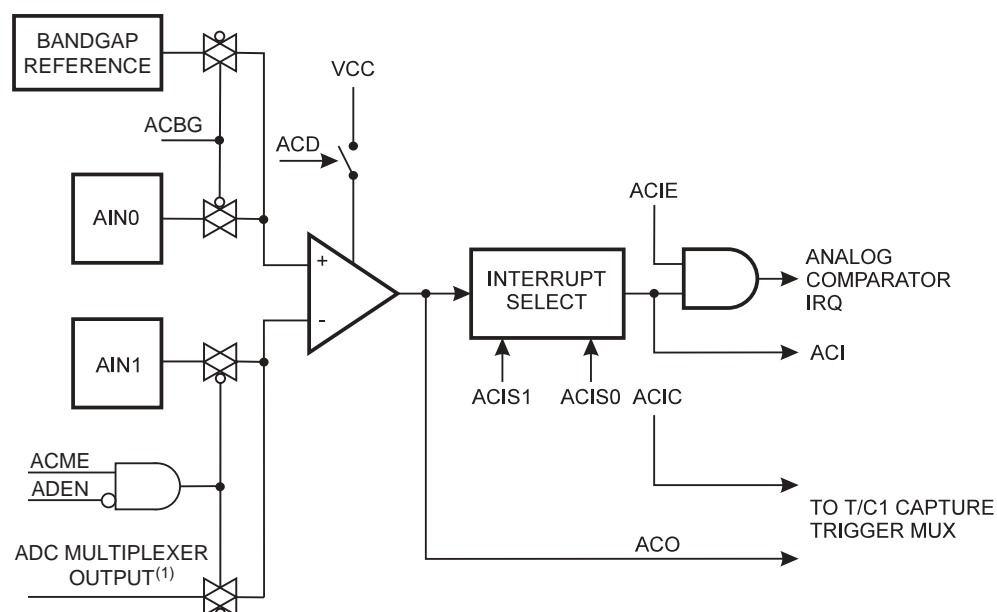 BANDGAP
REFERENCE
VCC
ACBG
ACD
ACIE
AIN0
+
INTERRUPT
SELECT
ANALOG
COMPARATOR
IRQ
-
AIN1
ACI
ACIS1
ACIS0
ACIC
ACME
ADEN
TO T/C1 CAPTURE
TRIGGER MUX
ACO
ADC MULTIPLEXER
OUTPUT(1)